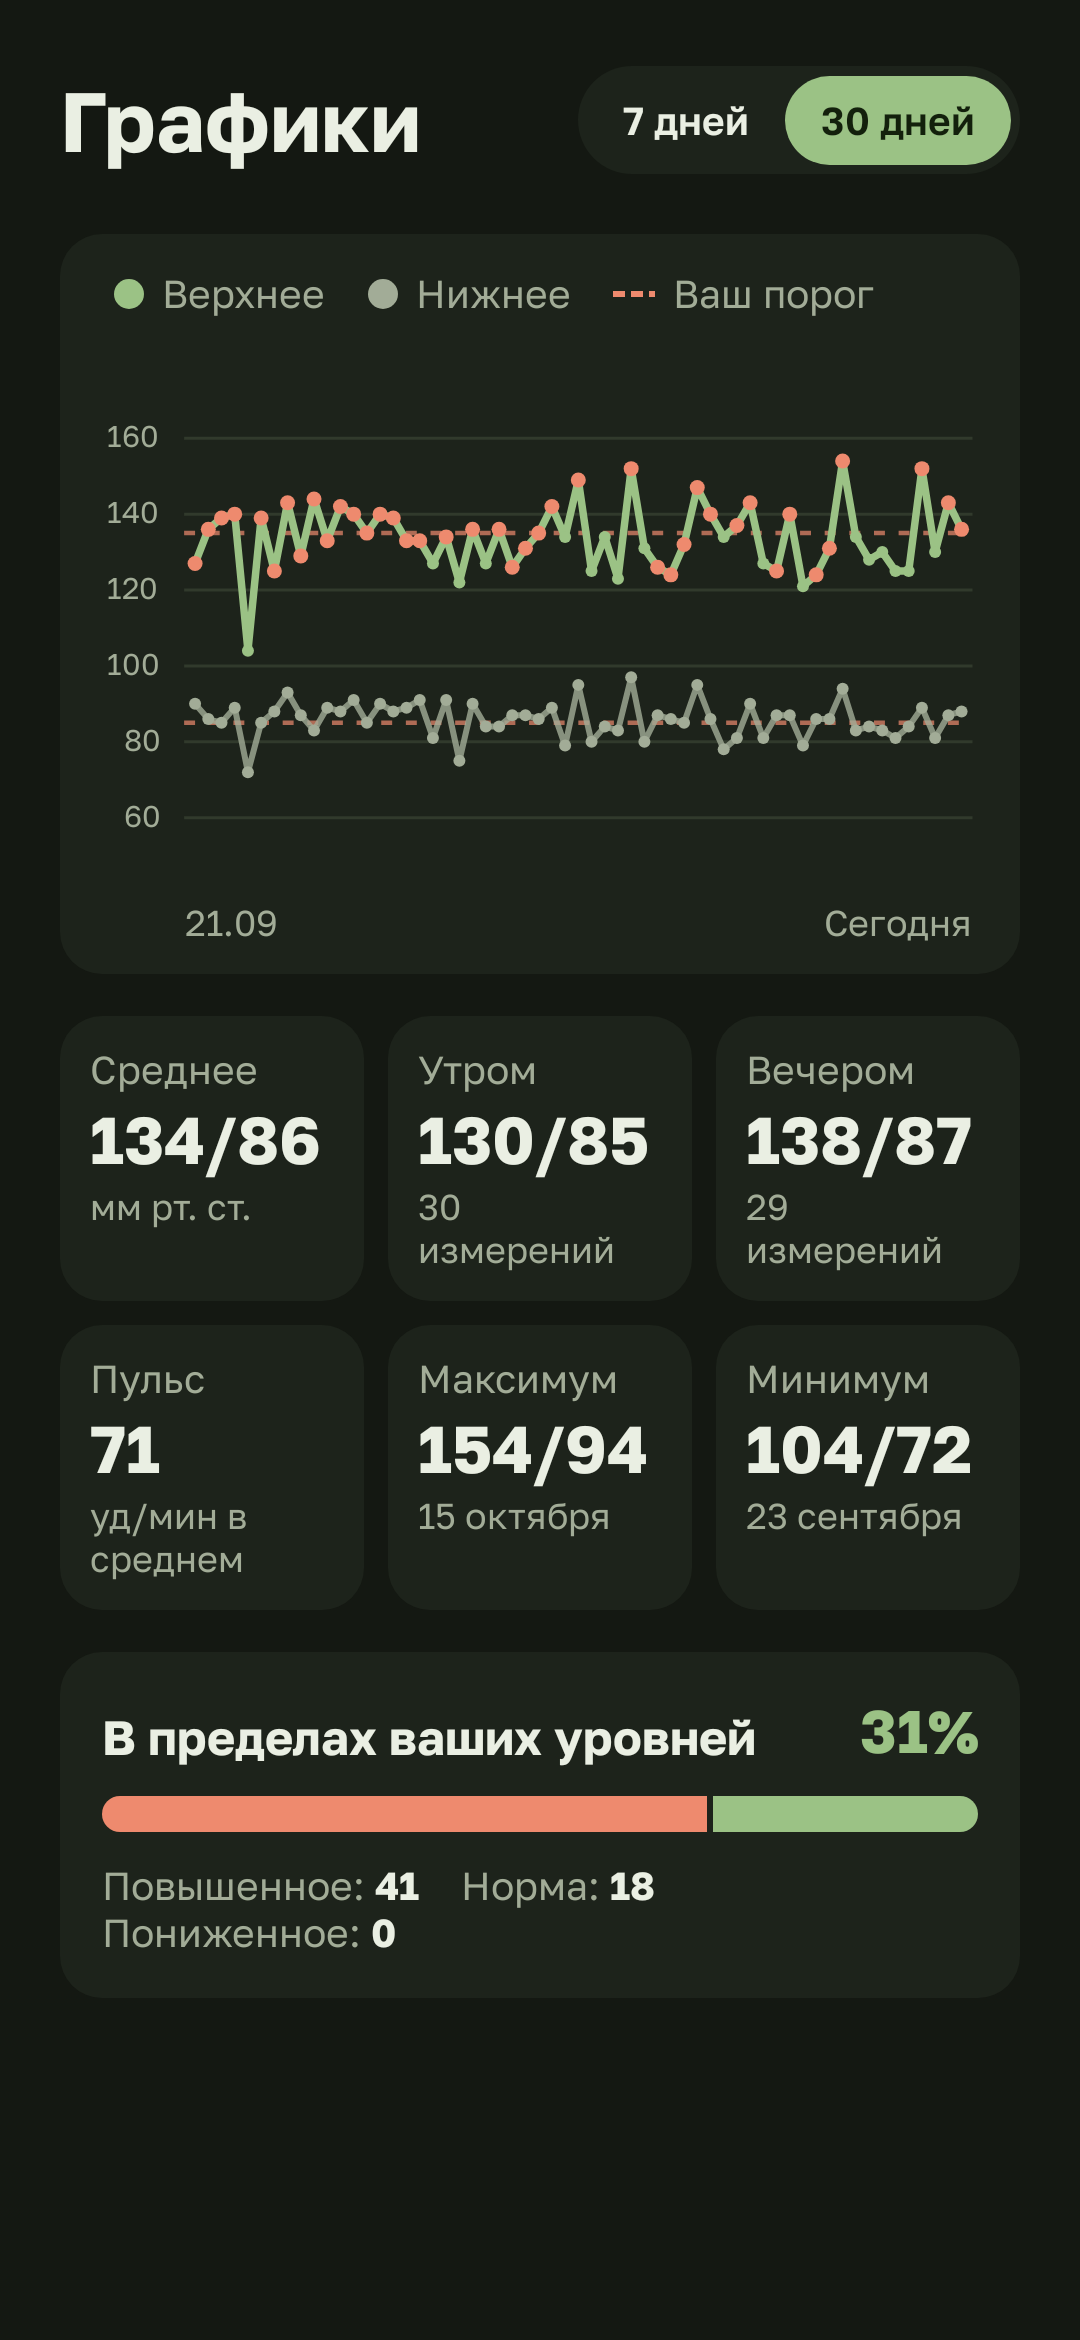 Графики
7 дней 30 дней
Верхнее Нижнее Ваш порог
160
140
120
100
80
60
21.09 Сегодня
Среднее
134/86
мм рт. ст.
Утром
130/85
30
измерений
Вечером
138/87
29
измерений
Пульс
71
уд/мин в
среднем
Максимум
154/94
15 октября
Минимум
104/72
23 сентября
В пределах ваших уровней 31%
Повышенное: 41 Норма: 18
Пониженное: 0